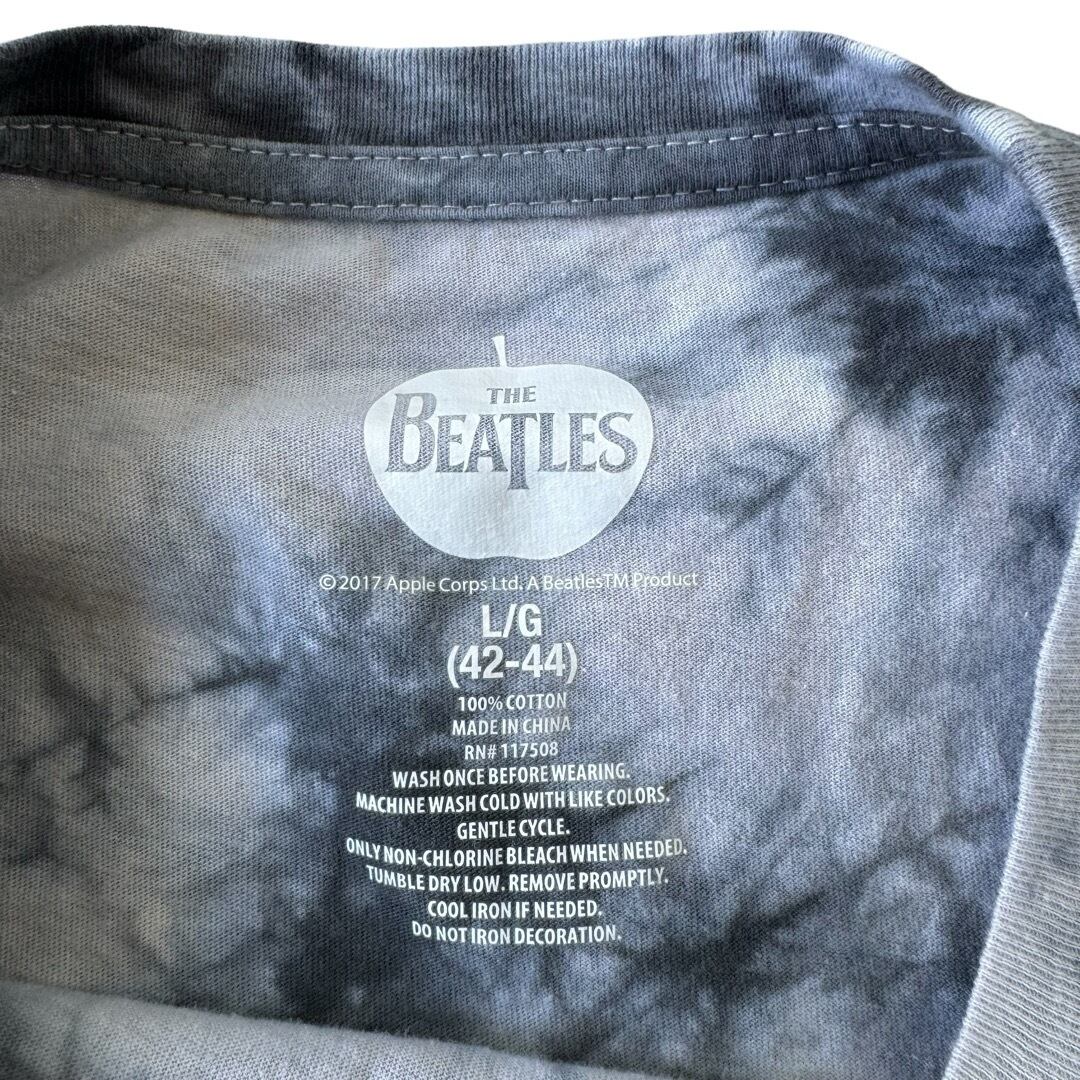 THE
BEATLES
©2017 Apple Corps Ltd. A BeatlesTM Product
L/G
(42-44)
100% COTTON
MADE IN CHINA
RN# 117508
WASH ONCE BEFORE WEARING.
MACHINE WASH COLD WITH LIKE COLORS.
GENTLE CYCLE.
ONLY NON-CHLORINE BLEACH WHEN NEEDED.
TUMBLE DRY LOW. REMOVE PROMPTLY.
COOL IRON IF NEEDED.
DO NOT IRON DECORATION.